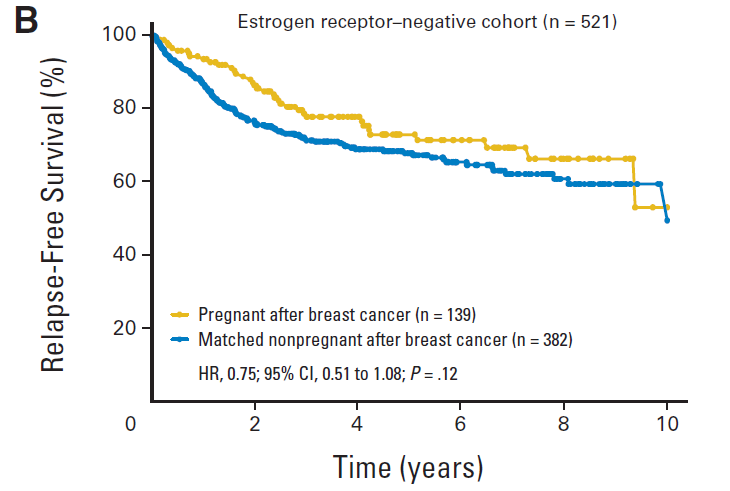 B
Estrogen receptor–negative cohort (n = 521)
Relapse-Free Survival (%)
100
80
60
40
20
Pregnant after breast cancer (n = 139)
Matched nonpregnant after breast cancer (n = 382)
HR, 0.75; 95% CI, 0.51 to 1.08; P = .12
0 2 4 6 8 10
Time (years)